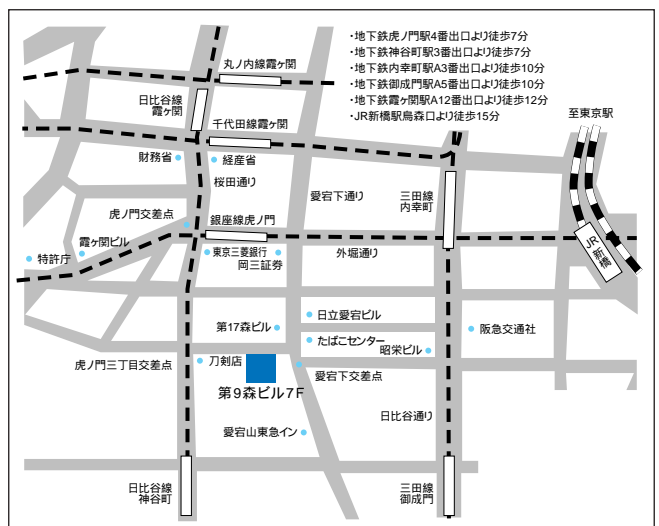 ・地下鉄虎ノ門駅4番出口より徒歩7分
・地下鉄神谷町駅3番出口より徒歩7分
・地下鉄内幸町駅A3番出口より徒歩10分
・地下鉄御成門駅A5番出口より徒歩10分
・地下鉄霞ヶ関駅A12番出口より徒歩12分
・JR新橋駅烏森口より徒歩15分
丸ノ内線霞ヶ関
日比谷線
霞ヶ関
至東京駅
千代田線霞ヶ関
財務省
経産省
桜田通り
愛宕下通り
三田線
内幸町
虎ノ門交差点
銀座線虎ノ門
外堀通り
JR新橋
霞ヶ関ビル
特許庁
東京三菱銀行
岡三証券
日立愛宕ビル
第17森ビル
阪急交通社
たばこセンター
昭栄ビル
虎ノ門三丁目交差点
刀剣店
愛宕下交差点
第9森ビル7F
日比谷通り
愛宕山東急イン
日比谷線
神谷町
三田線
御成門